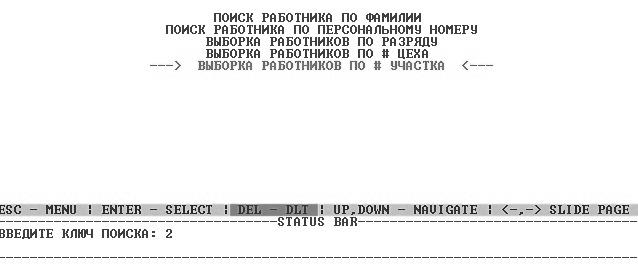 ПОИСК РАБОТНИКА ПО ФАМИЛИИ
ПОИСК РАБОТНИКА ПО ПЕРСОНАЛЬНОМУ НОМЕРУ
ВЫБОРКА РАБОТНИКОВ ПО РАЗРЯДУ
ВЫБОРКА РАБОТНИКОВ ПО # ЦЕХА
---> ВЫБОРКА РАБОТНИКОВ ПО # УЧАСТКА <---
ESC - MENU ¦ ENTER - SELECT ¦ DEL - DLT ¦ UP,DOWN - NAVIGATE ¦ <-,-> SLIDE PAGE
STATUS BAR
ВВЕДИТЕ КЛЮЧ ПОИСКА: 2